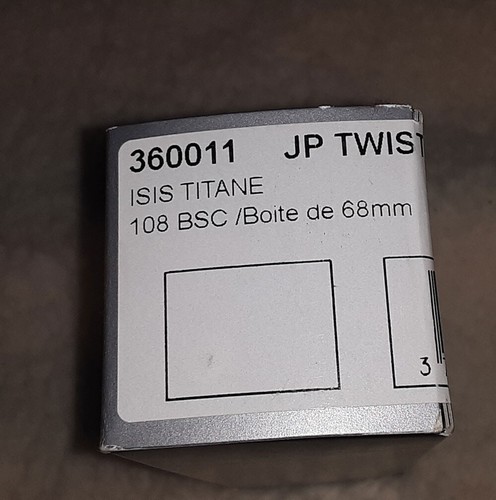 360011 JP TWIST
ISIS TITANE
108 BSC /Boite de 68mm
3